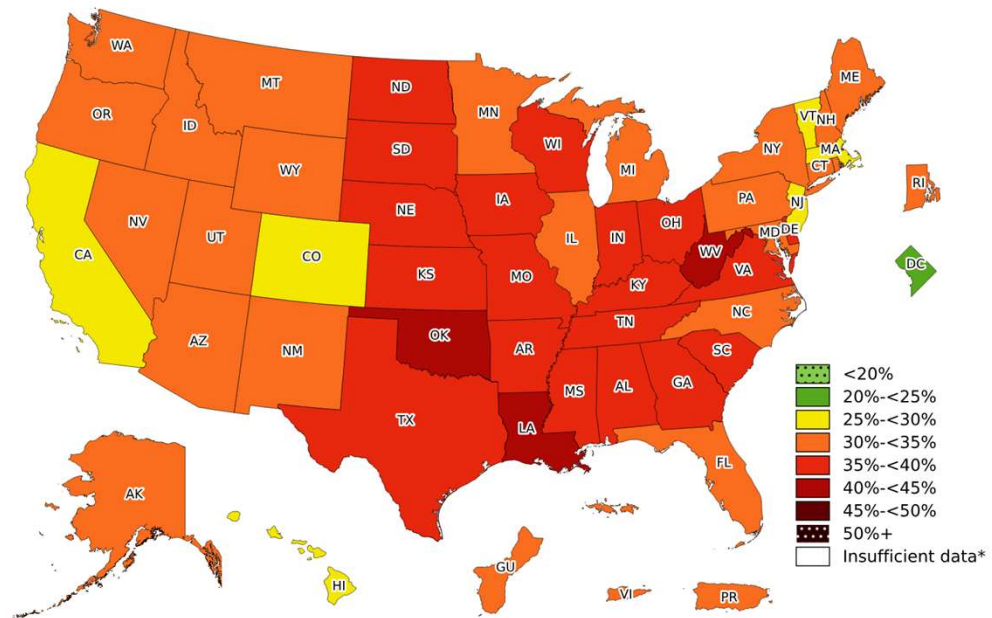 WA
MT
ND
MN
ME
OR
ID
SD
WI
VT
NH
NY
MA
WY
MI
CT
RI
NE
IA
PA
NJ
NV
UT
CO
IL
IN
OH
MD
DE
WV
DC
CA
KS
MO
KY
VA
AZ
NM
OK
AR
TN
NC
SC
TX
LA
MS
AL
GA
FL
AK
HI
GU
VI
PR
<20%
20%-<25%
25%-<30%
30%-<35%
35%-<40%
40%-<45%
45%-<50%
50%+
Insufficient data*